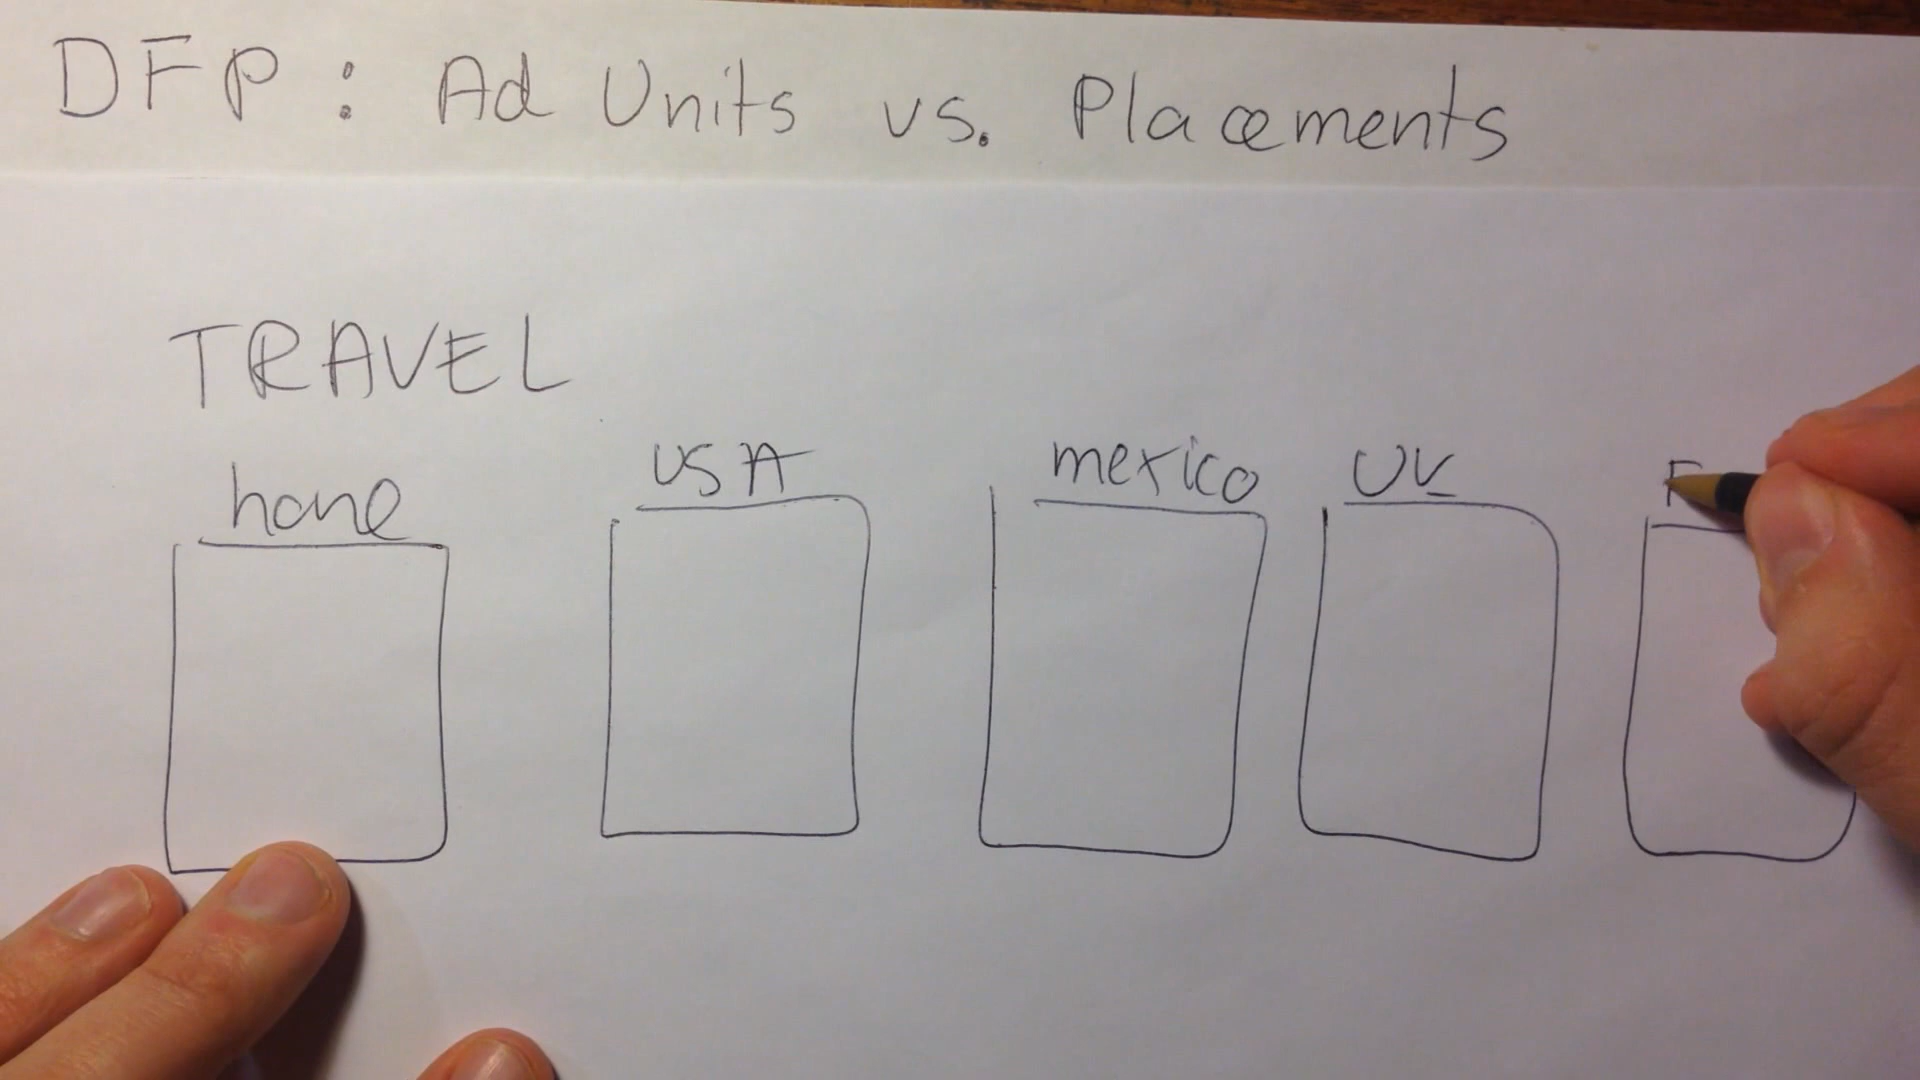 DFP: Ad Units vs. Placements
TRAVEL
home
USA
mexico
UK
F